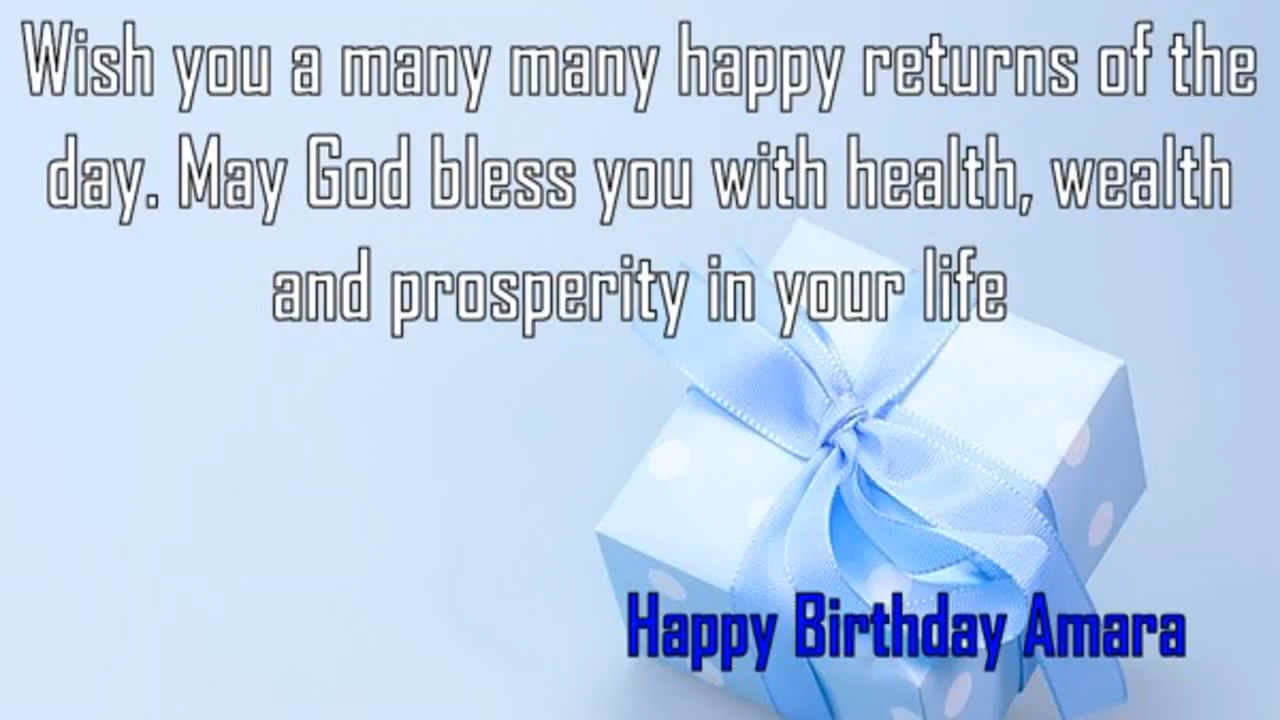 Wish you a many many happy returns of the
day. May God bless you with health, wealth
and prosperity in your life
Happy Birthday Amara